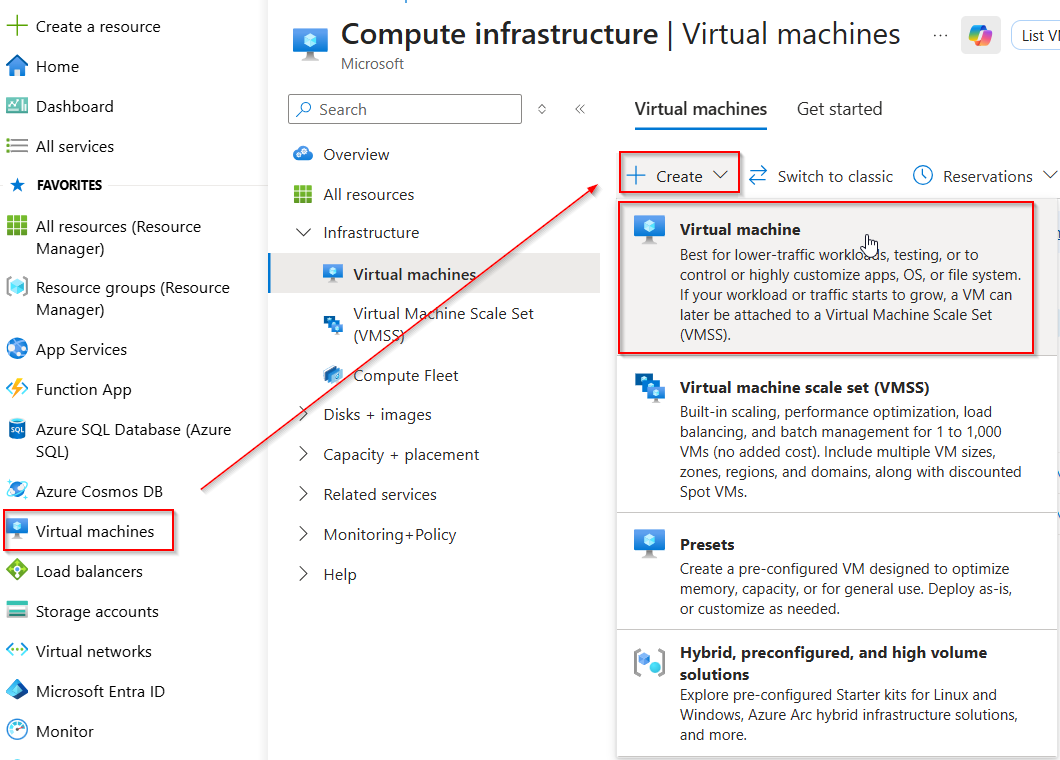 Create a resource
Home
Dashboard
All services
FAVORITES
All resources (Resource
Manager)
Resource groups (Resource
Manager)
App Services
Function App
SQL
Azure SQL Database (Azure
SQL)
Azure Cosmos DB
Virtual machines
Load balancers
Storage accounts
Virtual networks
Microsoft Entra ID
Monitor
Compute infrastructure | Virtual machines
Microsoft
...
List
Search
Overview
All resources
Infrastructure
Virtual machines
Virtual Machine Scale Set
(VMSS)
Compute Fleet
Disks + images
Capacity + placement
Related services
Monitoring+Policy
Help
Virtual machines
Get started
Create
Switch to classic
Reservations
Virtual machine
Best for lower-traffic workloads, testing, or to
control or highly customize apps, OS, or file system.
If your workload or traffic starts to grow, a VM can
later be attached to a Virtual Machine Scale Set
(VMSS).
Virtual machine scale set (VMSS)
Built-in scaling, performance optimization, load
balancing, and batch management for 1 to 1,000
VMs (no added cost). Include multiple VM sizes,
zones, regions, and domains, along with discounted
Spot VMs.
Presets
Create a pre-configured VM designed to optimize
memory, capacity, or for general use. Deploy as-is,
or customize as needed.
Hybrid, preconfigured, and high volume
solutions
Explore pre-configured Starter kits for Linux and
Windows, Azure Arc hybrid infrastructure solutions,
and more.